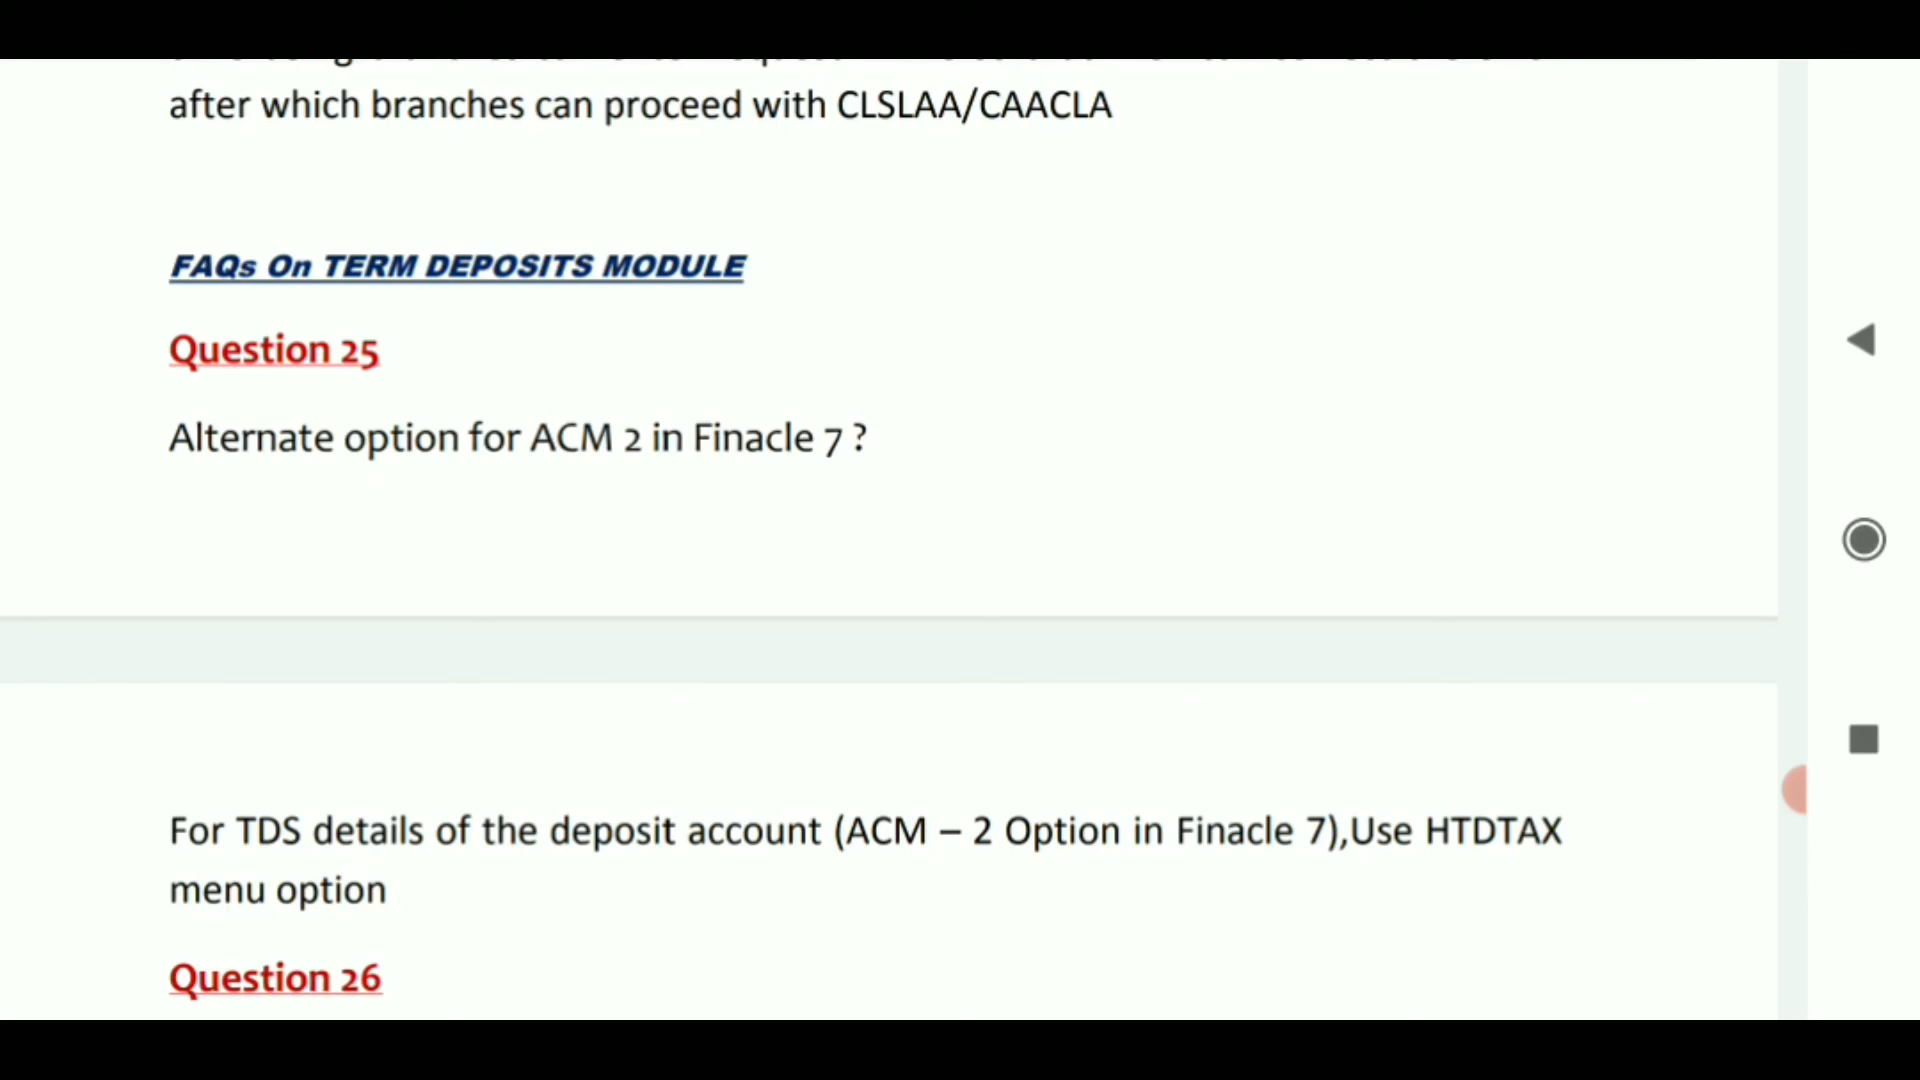 after which branches can proceed with CLSLAA/CAACLA
FAQs On TERM DEPOSITS MODULE
Question 25
Alternate option for ACM 2 in Finacle 7 ?
For TDS details of the deposit account (ACM – 2 Option in Finacle 7),Use HTDTAX
menu option
Question 26